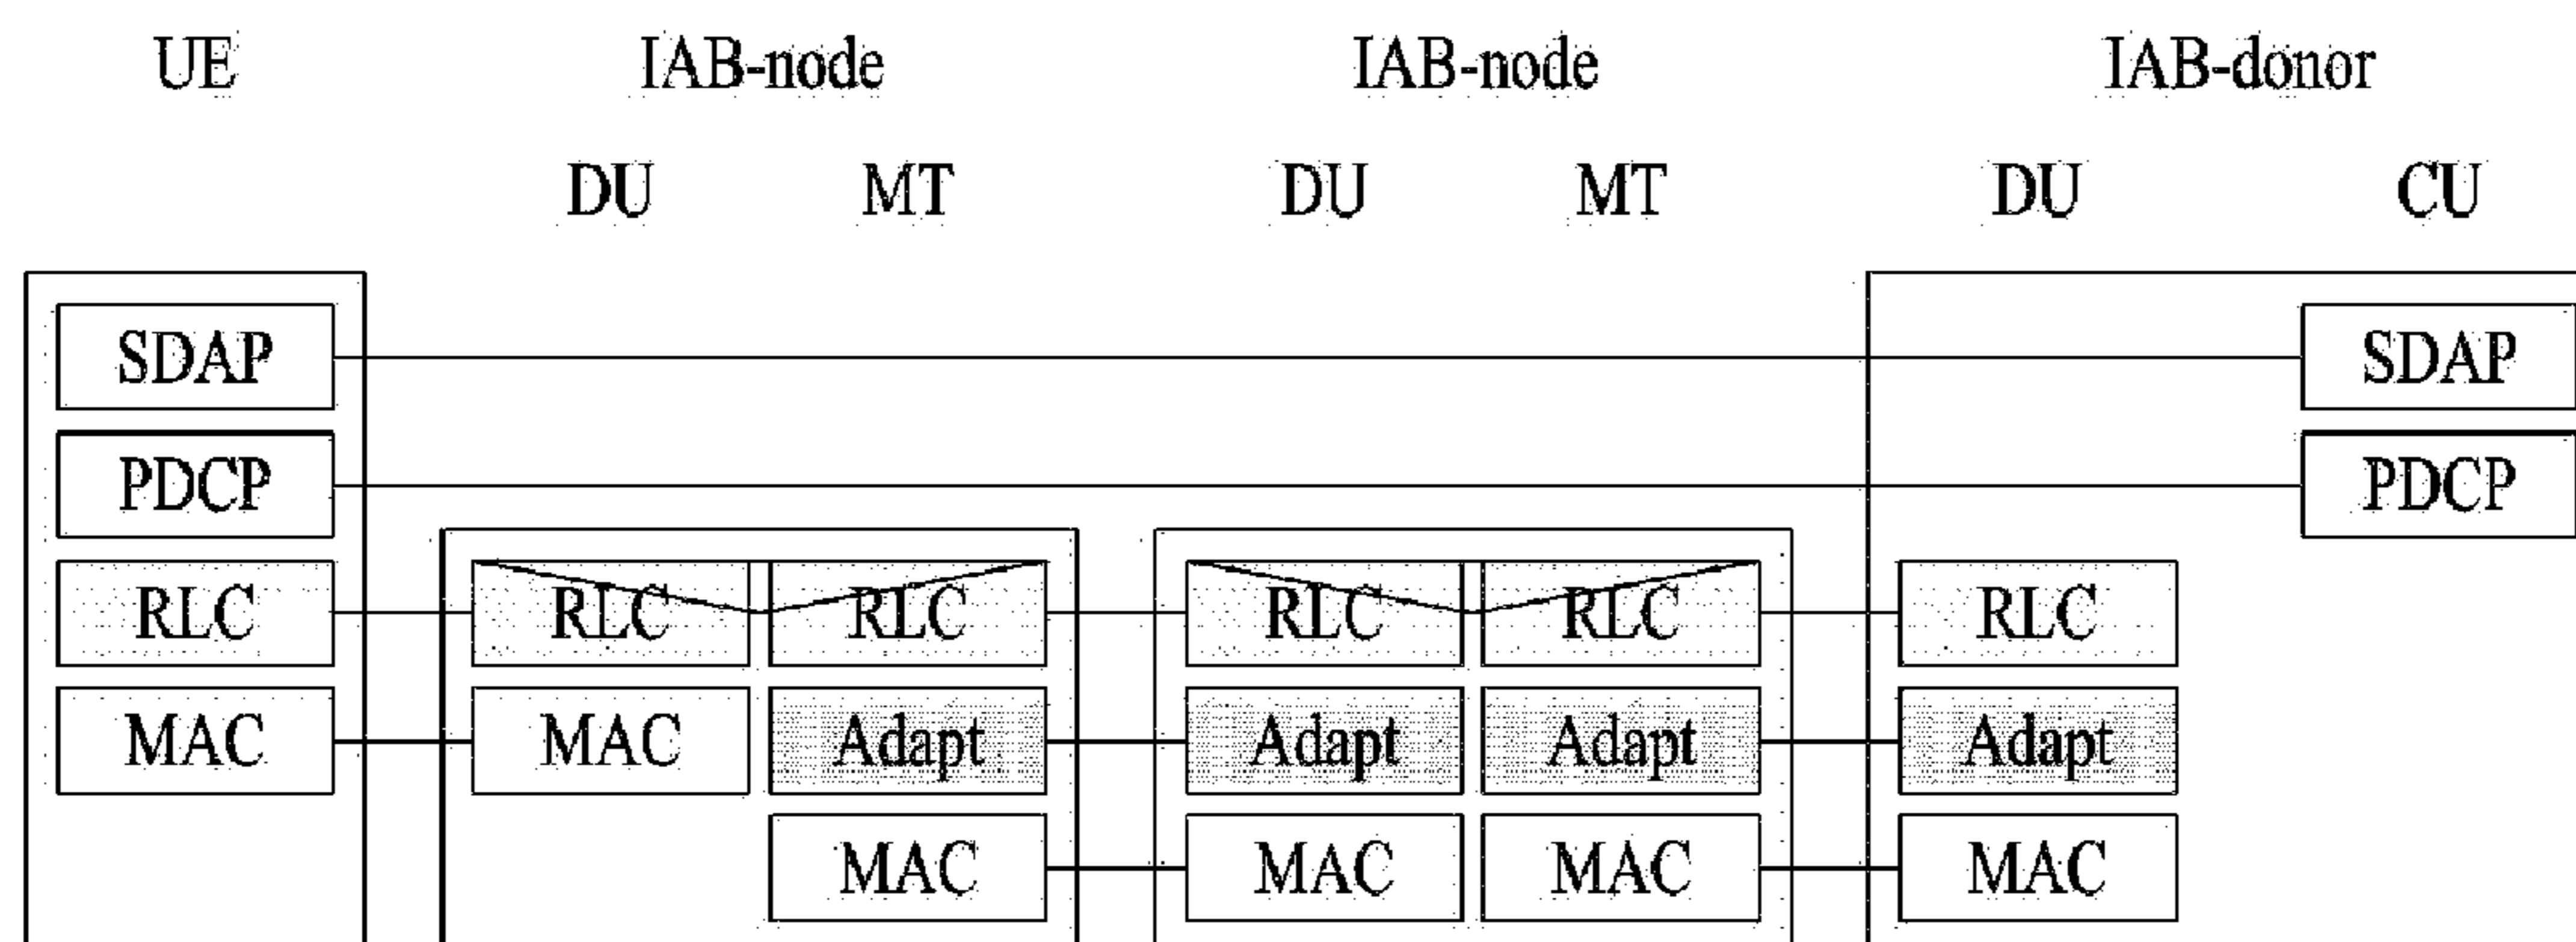 UE IAB-node IAB-node IAB-donor
DU MT DU MT DU CU
SDAP SDAP
PDCP PDCP
RLC RLC RLC RLC RLC RLC
MAC MAC Adapt Adapt Adapt Adapt
MAC MAC MAC MAC